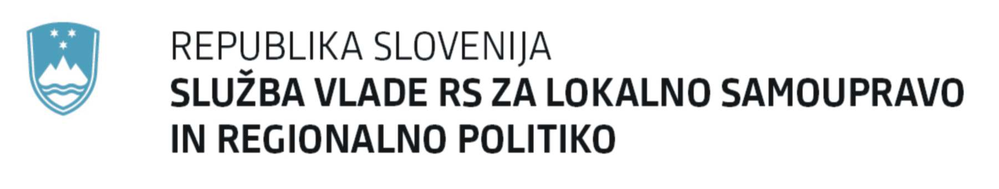 REPUBLIKA SLOVENIJA
SLUŽBA VLADE RS ZA LOKALNO SAMOUPRAVO
IN REGIONALNO POLITIKO